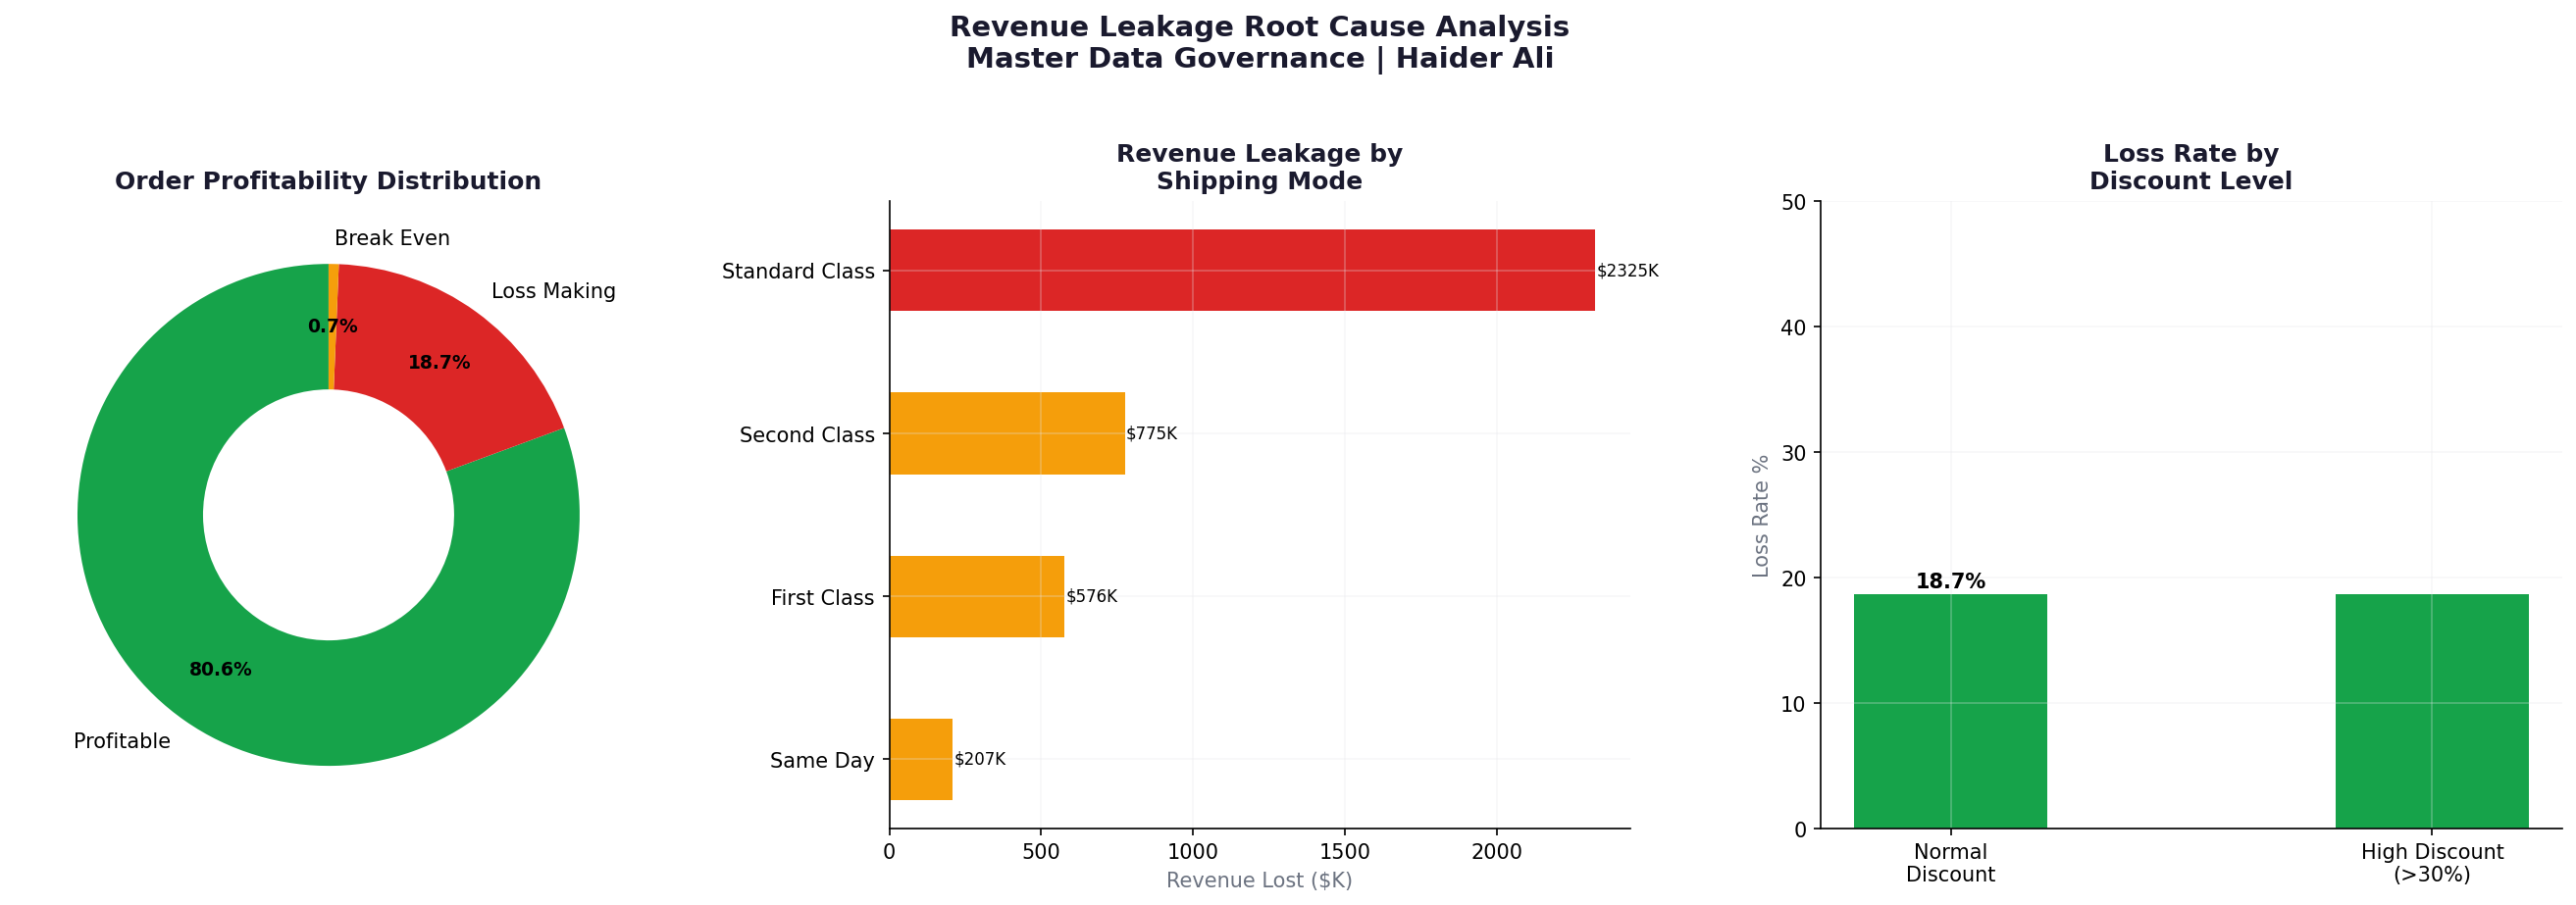 Revenue Leakage Root Cause Analysis
Master Data Governance | Haider Ali
Order Profitability Distribution
Break Even
Loss Making
0.7%
18.7%
80.6%
Profitable
Revenue Leakage by
Shipping Mode
Standard Class
$2325K
Second Class
$775K
First Class
$576K
Same Day
$207K
0 500 1000 1500 2000
Revenue Lost ($K)
Loss Rate by
Discount Level
50
40
30
20
10
0
Loss Rate %
18.7%
Normal
Discount
High Discount
(>30%)